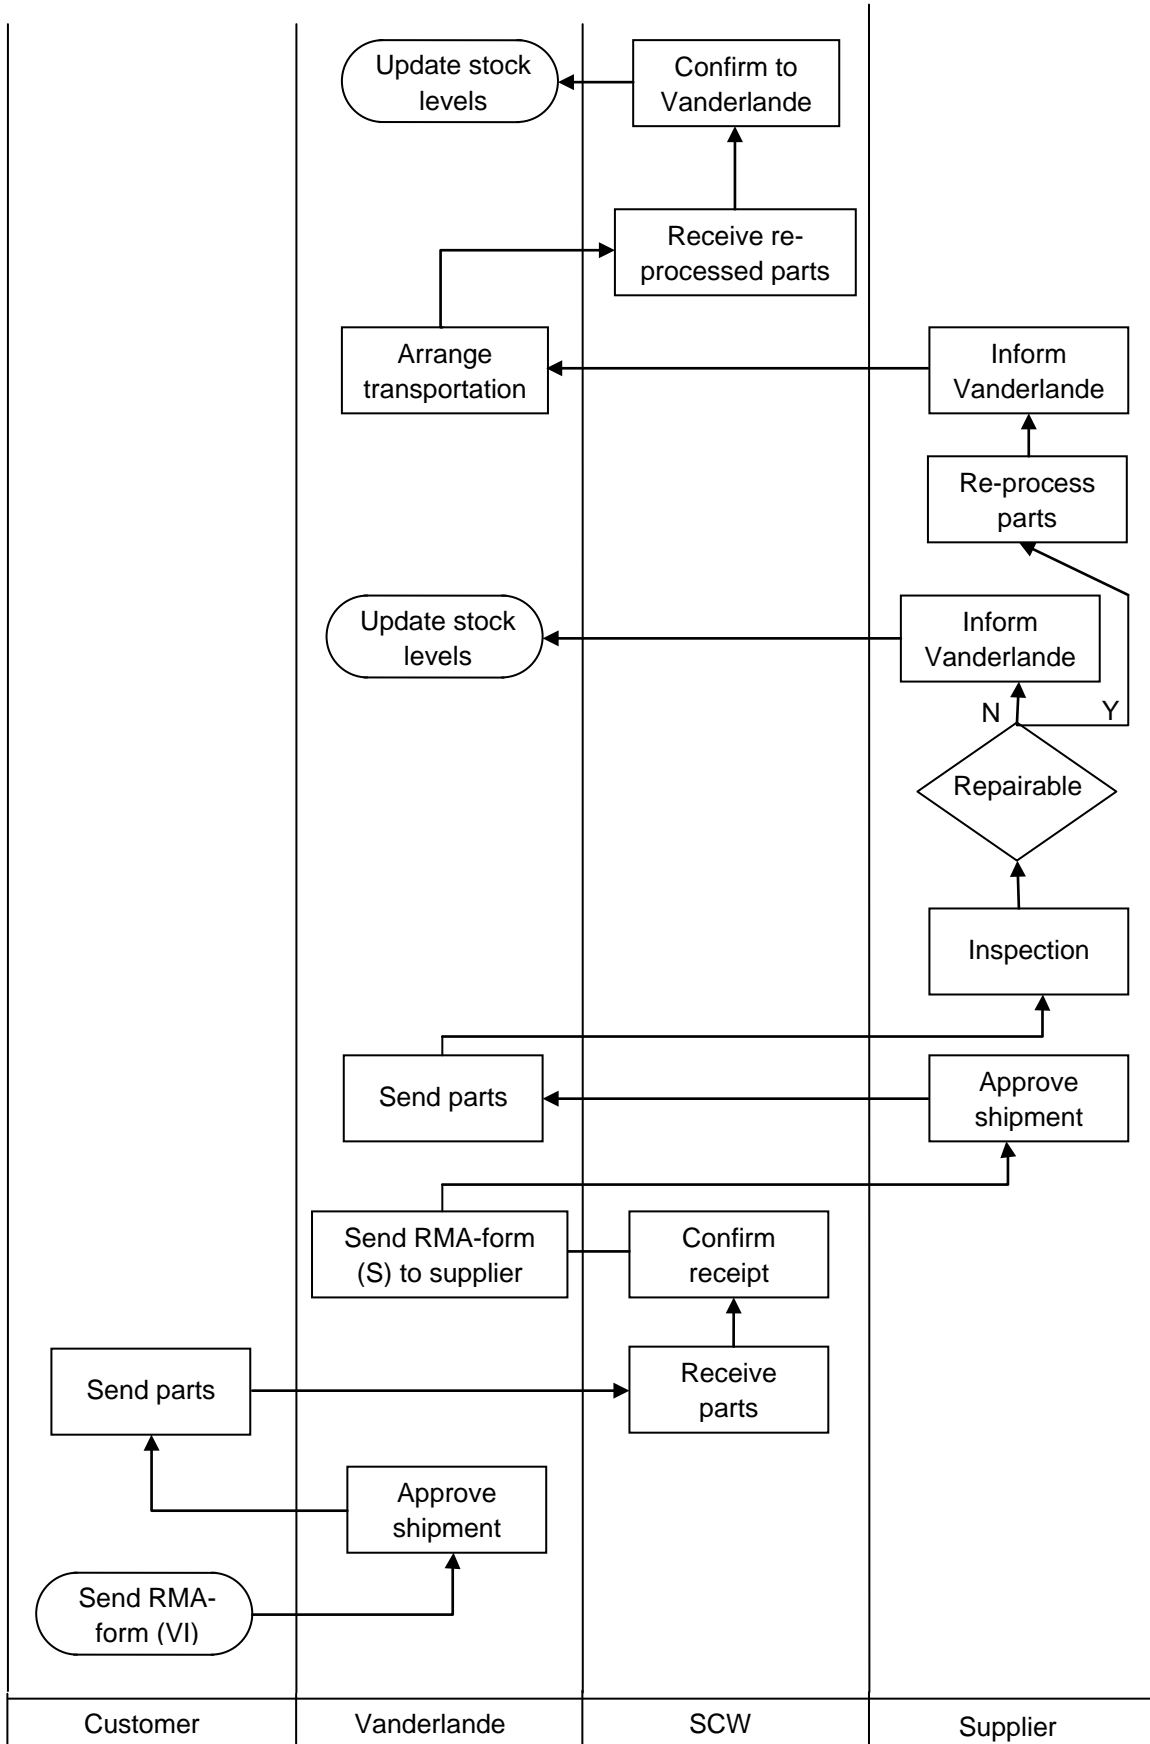 Update stock
levels
Confirm to
Vanderlande
Receive re-
processed parts
Arrange
transportation
Inform
Vanderlande
Re-process
parts
Update stock
levels
Inform
Vanderlande
N
Y
Repairable
Inspection
Send parts
Approve
shipment
Send RMA-form
(S) to supplier
Confirm
receipt
Send parts
Receive
parts
Approve
shipment
Send RMA-
form (VI)
Customer
Vanderlande
SCW
Supplier